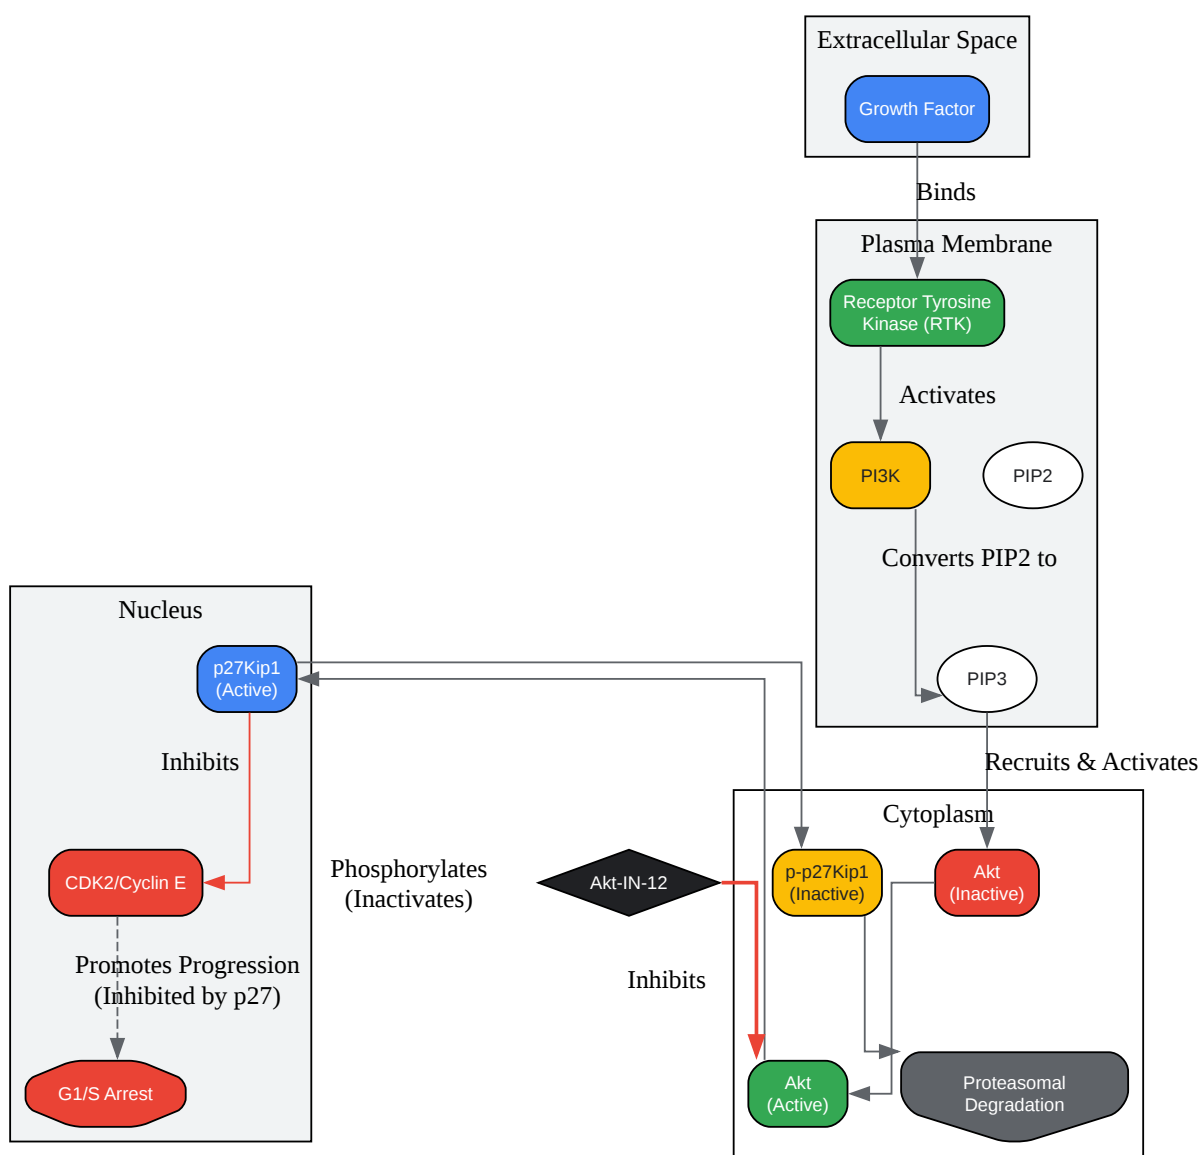 Extracellular Space
Growth Factor
Binds
Plasma Membrane
Receptor Tyrosine
Kinase (RTK)
Activates
PI3K
PIP2
Converts PIP2 to
Nucleus
p27Kip1
(Active)
PIP3
Inhibits
Recruits & Activates
Cytoplasm
CDK2/Cyclin E
Phosphorylates
(Inactivates)
Akt-IN-12
p-p27Kip1
(Inactive)
Akt
(Inactive)
Promotes Progression
(Inhibited by p27)
Inhibits
G1/S Arrest
Akt
(Active)
Proteasomal
Degradation